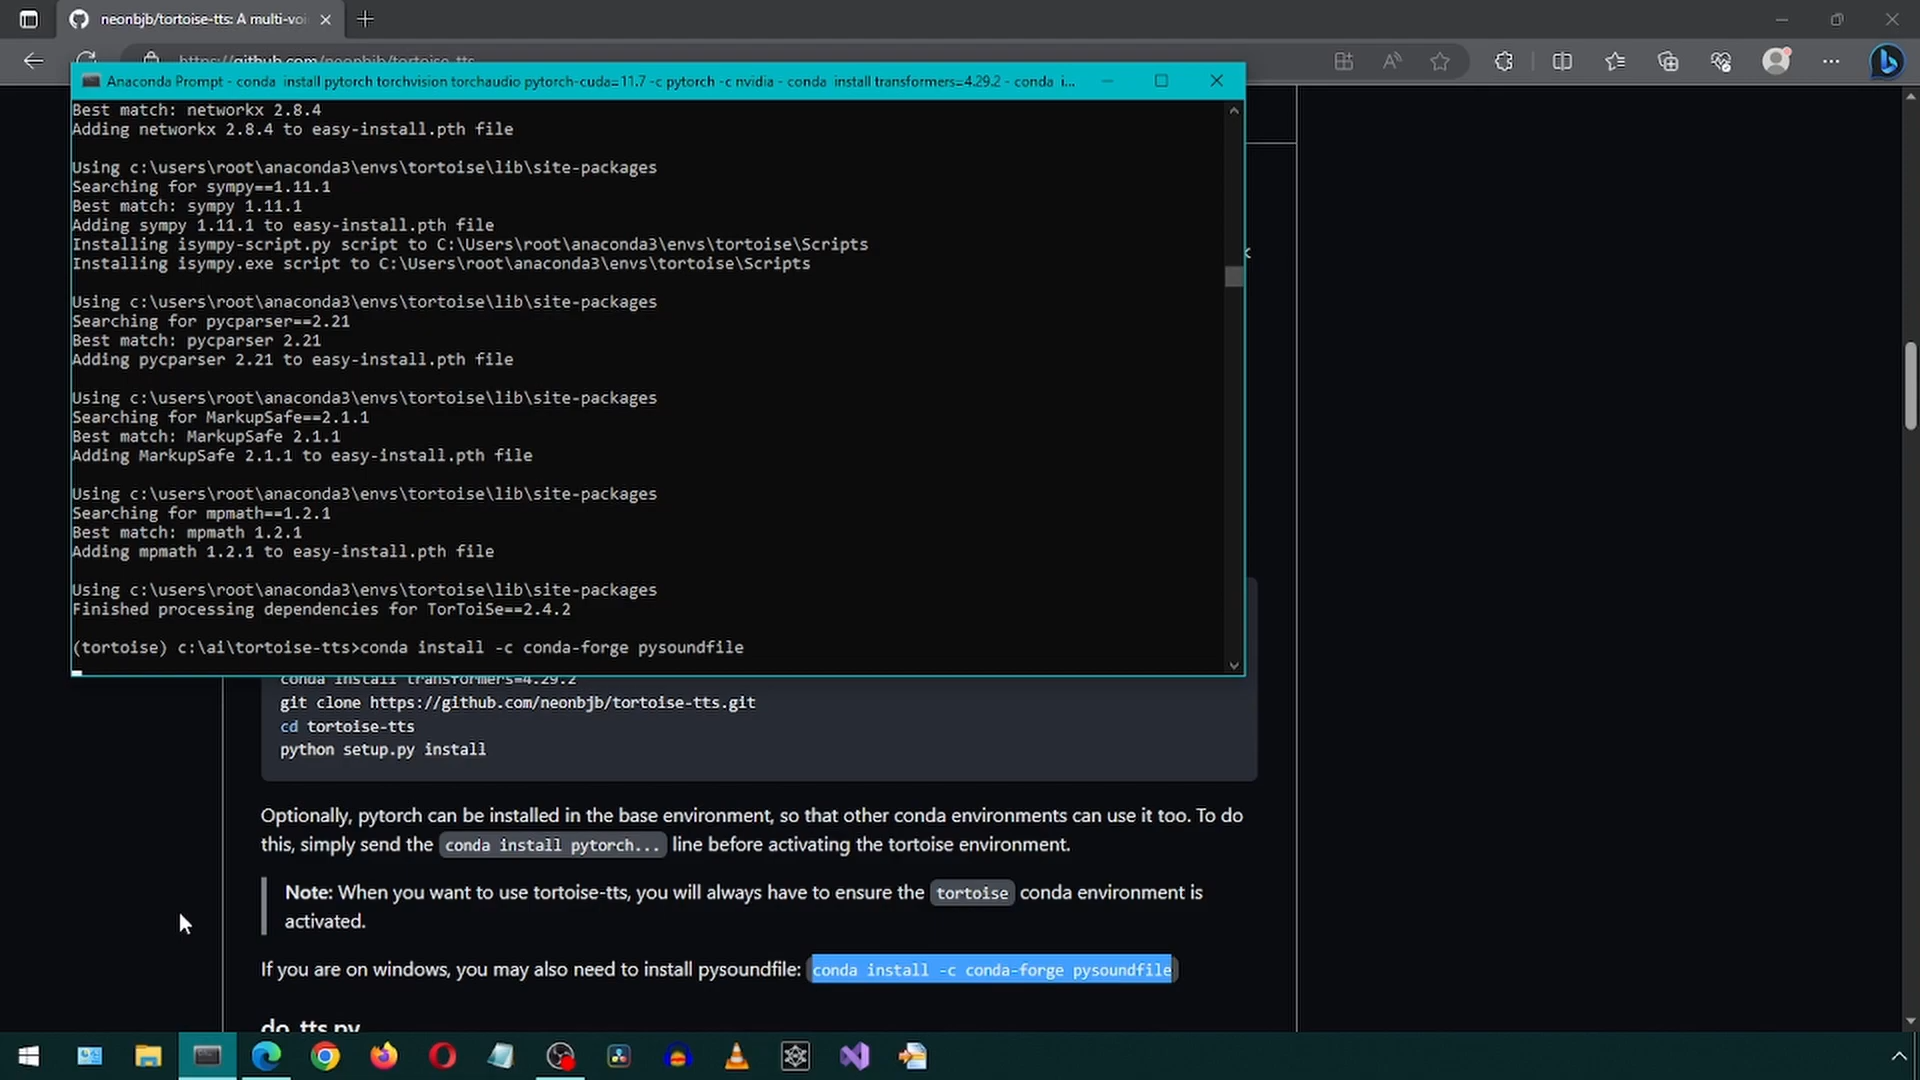 neonbjb/tortoise-tts: A multi-voi
https://github.com/neonbjb/tortoise-tts
Anaconda Prompt - conda install pytorch torchvision torchaudio pytorch-cuda=11.7 -c pytorch -c nvidia - conda install transformers=4.29.2 - conda i...
Best match: networkx 2.8.4
Adding networkx 2.8.4 to easy-install.pth file
Using c:\users\root\anaconda3\envs\tortoise\lib\site-packages
Searching for sympy==1.11.1
Best match: sympy 1.11.1
Adding sympy 1.11.1 to easy-install.pth file
Installing isympy-script.py script to C:\Users\root\anaconda3\envs\tortoise\Scripts
Installing isympy.exe script to C:\Users\root\anaconda3\envs\tortoise\Scripts
Using c:\users\root\anaconda3\envs\tortoise\lib\site-packages
Searching for pycparser==2.21
Best match: pycparser 2.21
Adding pycparser 2.21 to easy-install.pth file
Using c:\users\root\anaconda3\envs\tortoise\lib\site-packages
Searching for MarkupSafe==2.1.1
Best match: MarkupSafe 2.1.1
Adding MarkupSafe 2.1.1 to easy-install.pth file
Using c:\users\root\anaconda3\envs\tortoise\lib\site-packages
Searching for mpmath==1.2.1
Best match: mpmath 1.2.1
Adding mpmath 1.2.1 to easy-install.pth file
Using c:\users\root\anaconda3\envs\tortoise\lib\site-packages
Finished processing dependencies for TorToiSe==2.4.2
(tortoise) c:\ai\tortoise-tts>conda install -c conda-forge pysoundfile
conda install transformers=4.29.2
git clone https://github.com/neonbjb/tortoise-tts.git
cd tortoise-tts
python setup.py install
Optionally, pytorch can be installed in the base environment, so that other conda environments can use it too. To do
this, simply send the conda install pytorch... line before activating the tortoise environment.
Note: When you want to use tortoise-tts, you will always have to ensure the tortoise conda environment is
activated.
If you are on windows, you may also need to install pysoundfile: conda install -c conda-forge pysoundfile
do_tts.py